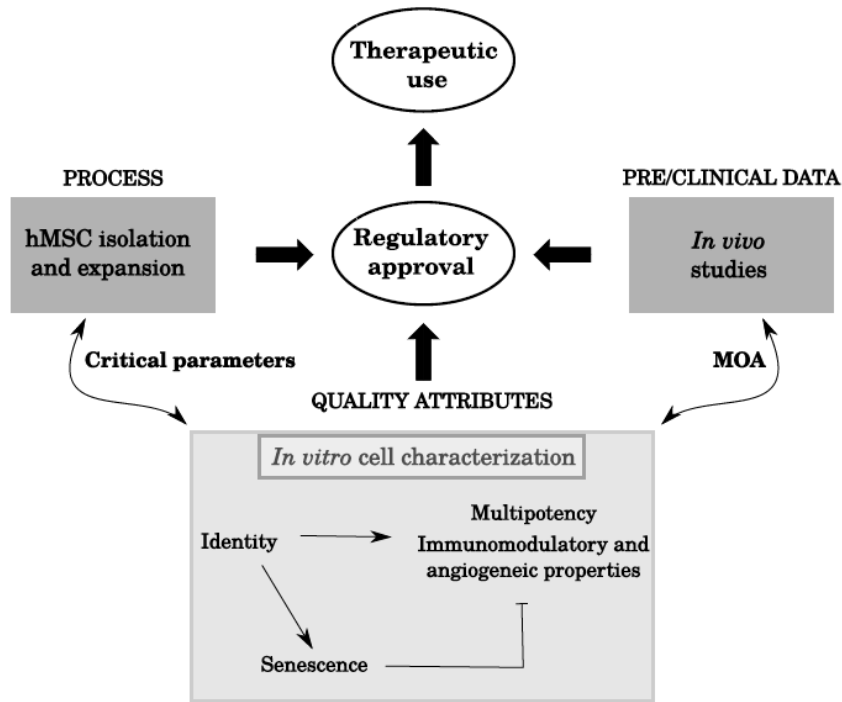 Therapeutic
use
PROCESS
PRE/CLINICAL DATA
hMSC isolation
and expansion
Regulatory
approval
In vivo
studies
Critical parameters
MOA
QUALITY ATTRIBUTES
In vitro cell characterization
Multipotency
Identity
Immunomodulatory and
angiogeneic properties
Senescence